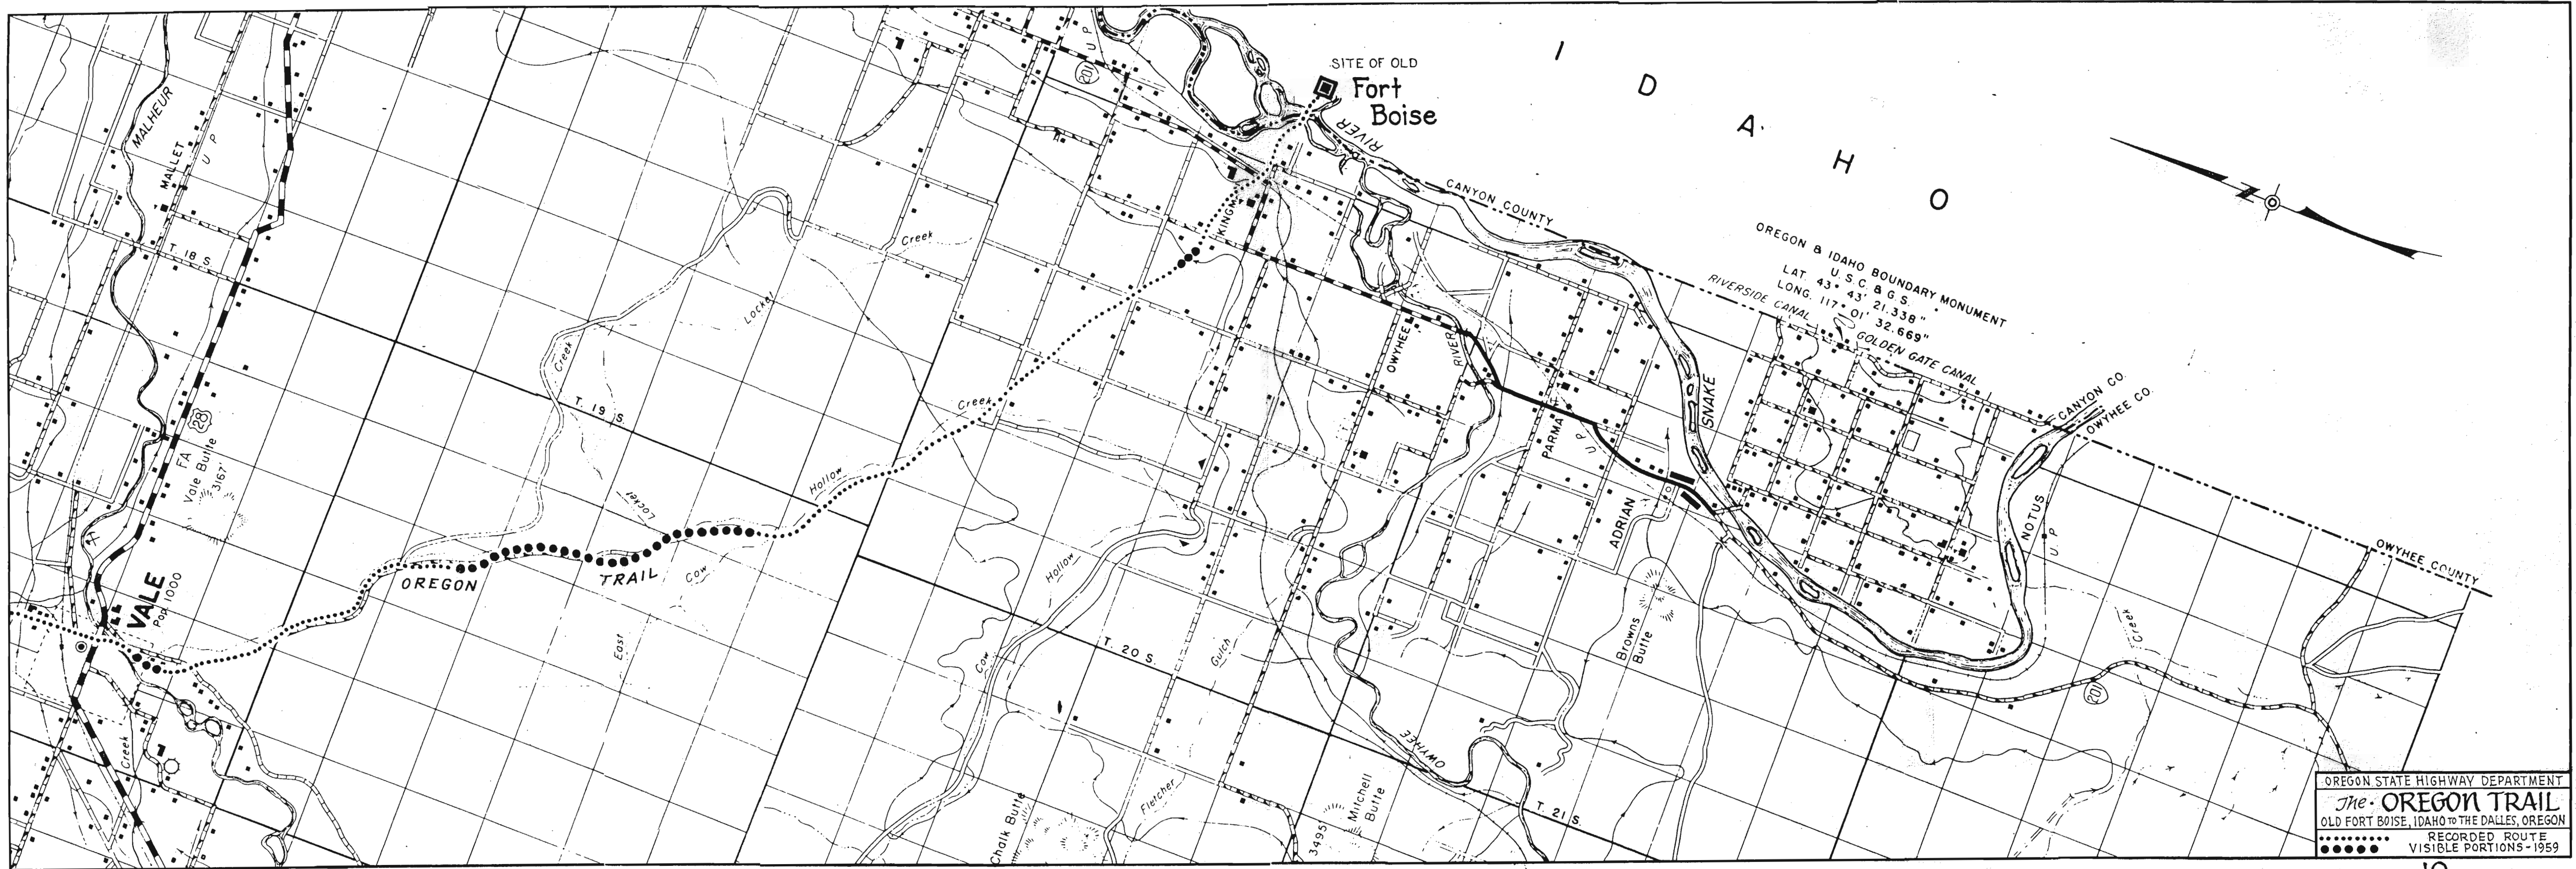 MALHEUR
MALLET
U P
T. 18 S.
28
FA
Vale Butte
3167'
VALE
Pop. 1000
Creek
OREGON
TRAIL
T. 19 S.
Creek
Locket
Creek
Locket
Cow
East
Hollow
Creek
201
U P
SITE OF OLD
Fort
Boise
RIVER
KINGMAN
CANYON COUNTY
I D A H O
N
OREGON & IDAHO BOUNDARY MONUMENT
U. S. C. & G. S.
LAT. 43° 43' 21.338"
LONG. 117° 01' 32.669"
RIVERSIDE CANAL
GOLDEN GATE CANAL
CANYON CO.
OWYHEE CO.
OWYHEE
RIVER
PARMA
U P
SNAKE
ADRIAN
NOTUS
U P
OWYHEE COUNTY
Hollow
Cow
T. 20 S.
Gulch
Fletcher
Browns
Butte
Creek
201
OWYHEE
Chalk Butte
3495'
Mitchell
Butte
T. 21 S.
OREGON STATE HIGHWAY DEPARTMENT
The OREGON TRAIL
OLD FORT BOISE, IDAHO TO THE DALLES, OREGON
RECORDED ROUTE
VISIBLE PORTIONS-1959